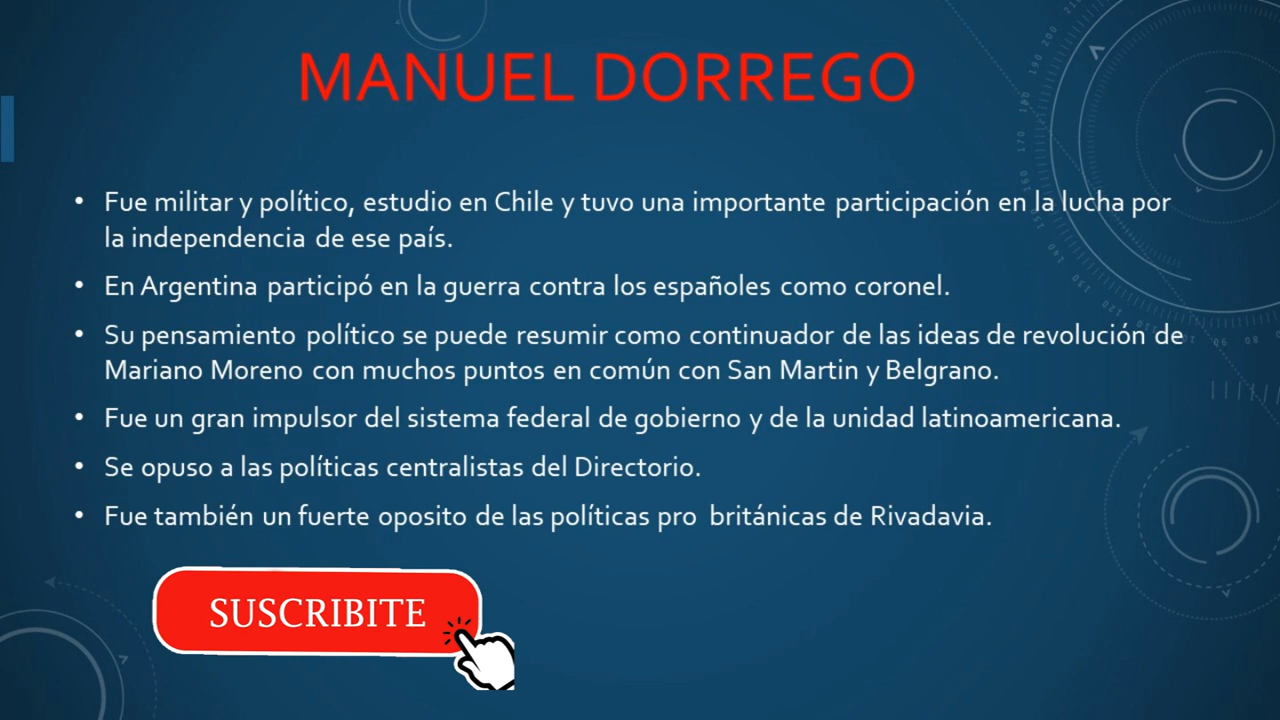 MANUEL DORREGO
• Fue militar y político, estudio en Chile y tuvo una importante participación en la lucha por
la independencia de ese país.
• En Argentina participó en la guerra contra los españoles como coronel.
• Su pensamiento político se puede resumir como continuador de las ideas de revolución de
Mariano Moreno con muchos puntos en común con San Martin y Belgrano.
• Fue un gran impulsor del sistema federal de gobierno y de la unidad latinoamericana.
• Se opuso a las políticas centralistas del Directorio.
• Fue también un fuerte oposito de las políticas pro británicas de Rivadavia.
SUSCRIBITE